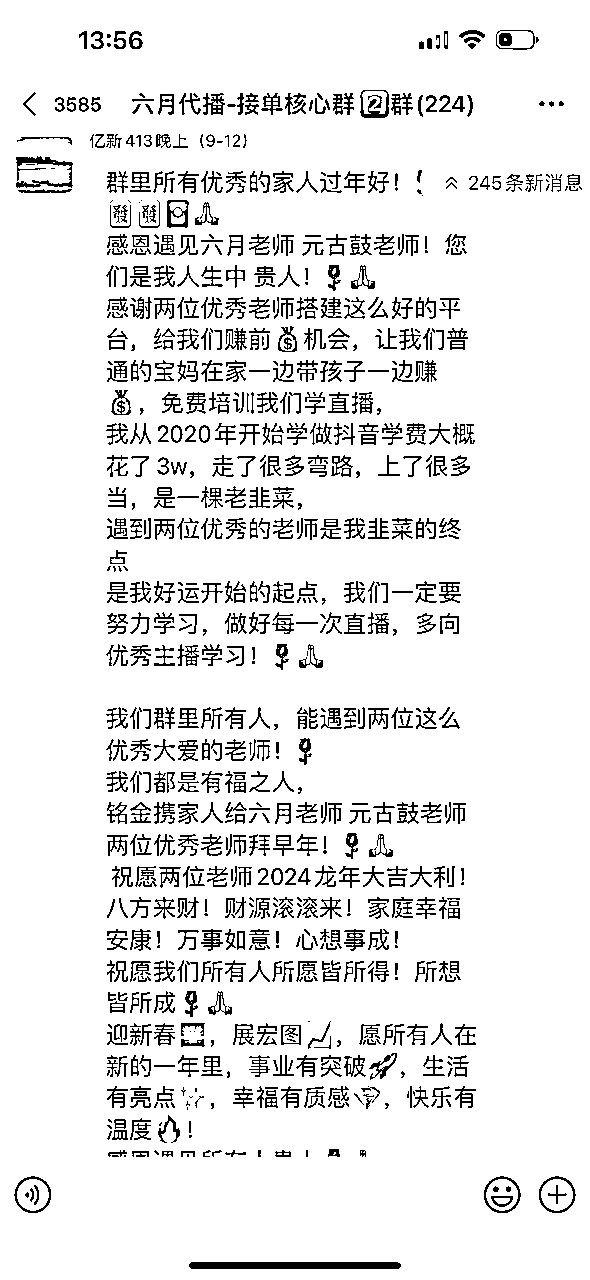 13:56
3585 六月代播-接单核心群2️⃣群(224)
亿新413晚上（9-12）
245条新消息
群里所有优秀的家人过年好！
🀅🀅🧧🙏
感恩遇见六月老师 元古鼓老师！您
们是我人生中 贵人！🌹🙏
感谢两位优秀老师搭建这么好的平
台，给我们赚前💰机会，让我们普
通的宝妈在家一边带孩子一边赚
💰，免费培训我们学直播，
我从2020年开始学做抖音学费大概
花了3w，走了很多弯路，上了很多
当，是一棵老韭菜，
遇到两位优秀的老师是我韭菜的终
点
是我好运开始的起点，我们一定要
努力学习，做好每一次直播，多向
优秀主播学习！🌹🙏
我们群里所有人，能遇到两位这么
优秀大爱的老师！🌹
我们都是有福之人，
铭金携家人给六月老师 元古鼓老师
两位优秀老师拜早年！🌹🙏
祝愿两位老师2024龙年大吉大利！
八方来财！财源滚滚来！家庭幸福
安康！万事如意！心想事成！
祝愿我们所有人所愿皆所得！所想
皆所成🌹🙏
迎新春🧧，展宏图📈，愿所有人在
新的一年里，事业有突破🚀，生活
有亮点✨，幸福有质感💎，快乐有
温度🔥！